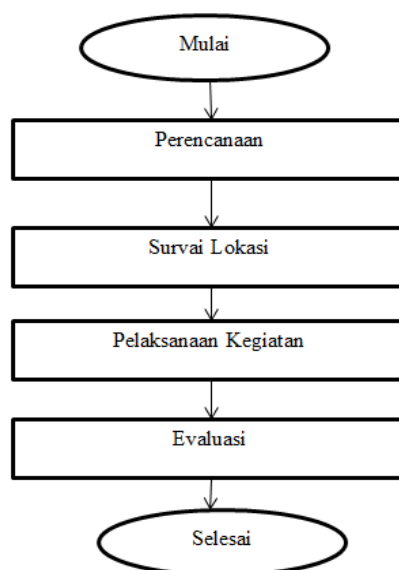 Mulai
Perencanaan
Survai Lokasi
Pelaksanaan Kegiatan
Evaluasi
Selesai